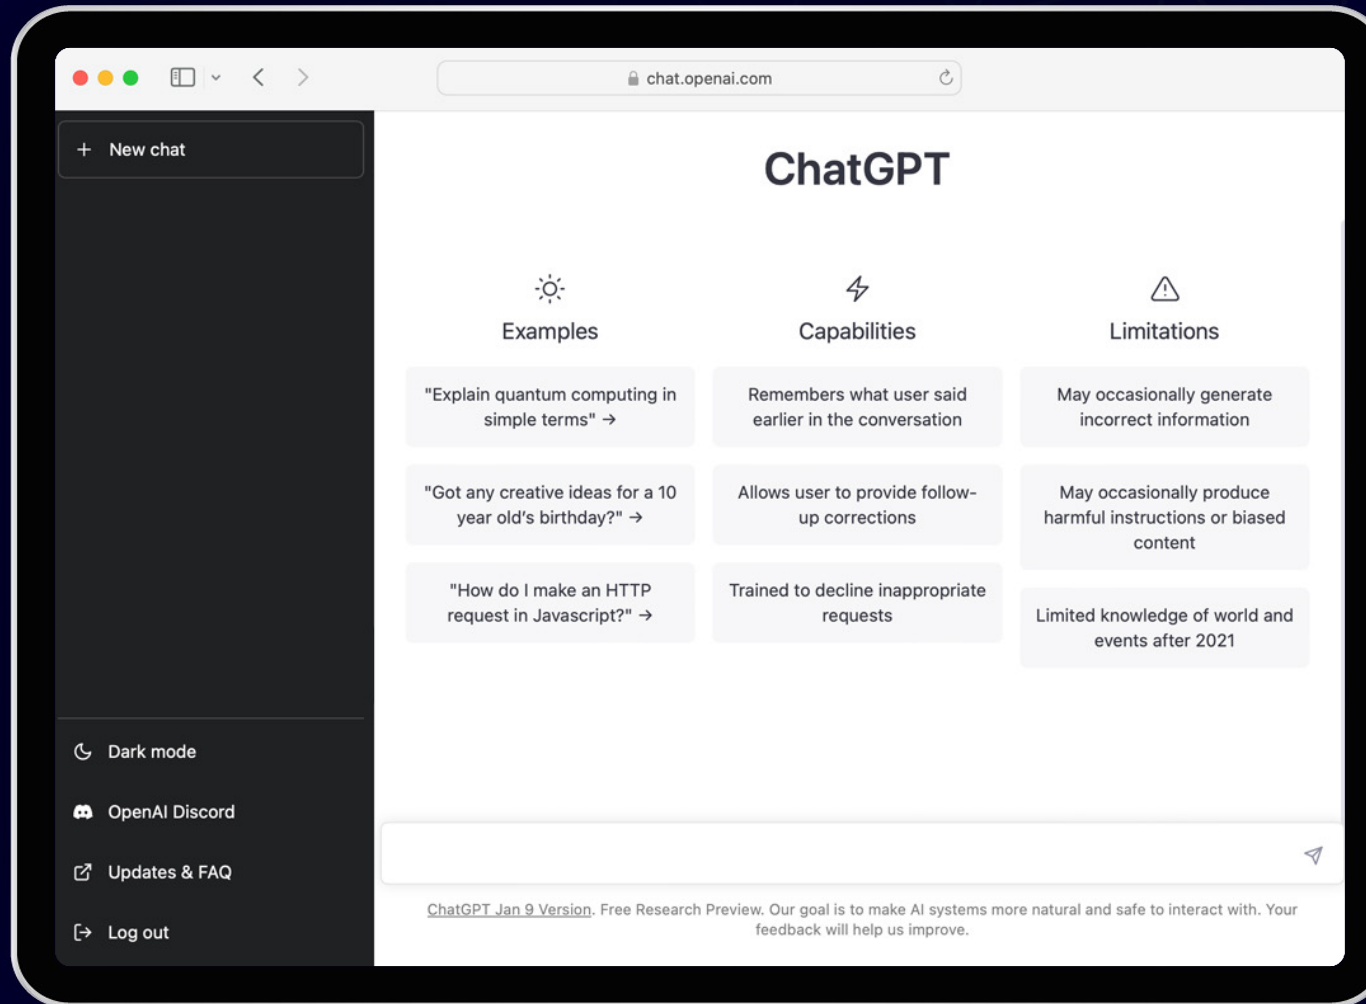 chat.openai.com
New chat
ChatGPT
Examples
"Explain quantum computing in
simple terms" →
"Got any creative ideas for a 10
year old's birthday?" →
"How do I make an HTTP
request in Javascript?" →
Capabilities
Remembers what user said
earlier in the conversation
Allows user to provide follow-
up corrections
Trained to decline inappropriate
requests
Limitations
May occasionally generate
incorrect information
May occasionally produce
harmful instructions or biased
content
Limited knowledge of world and
events after 2021
Dark mode
OpenAI Discord
Updates & FAQ
Log out
ChatGPT Jan 9 Version. Free Research Preview. Our goal is to make AI systems more natural and safe to interact with. Your
feedback will help us improve.